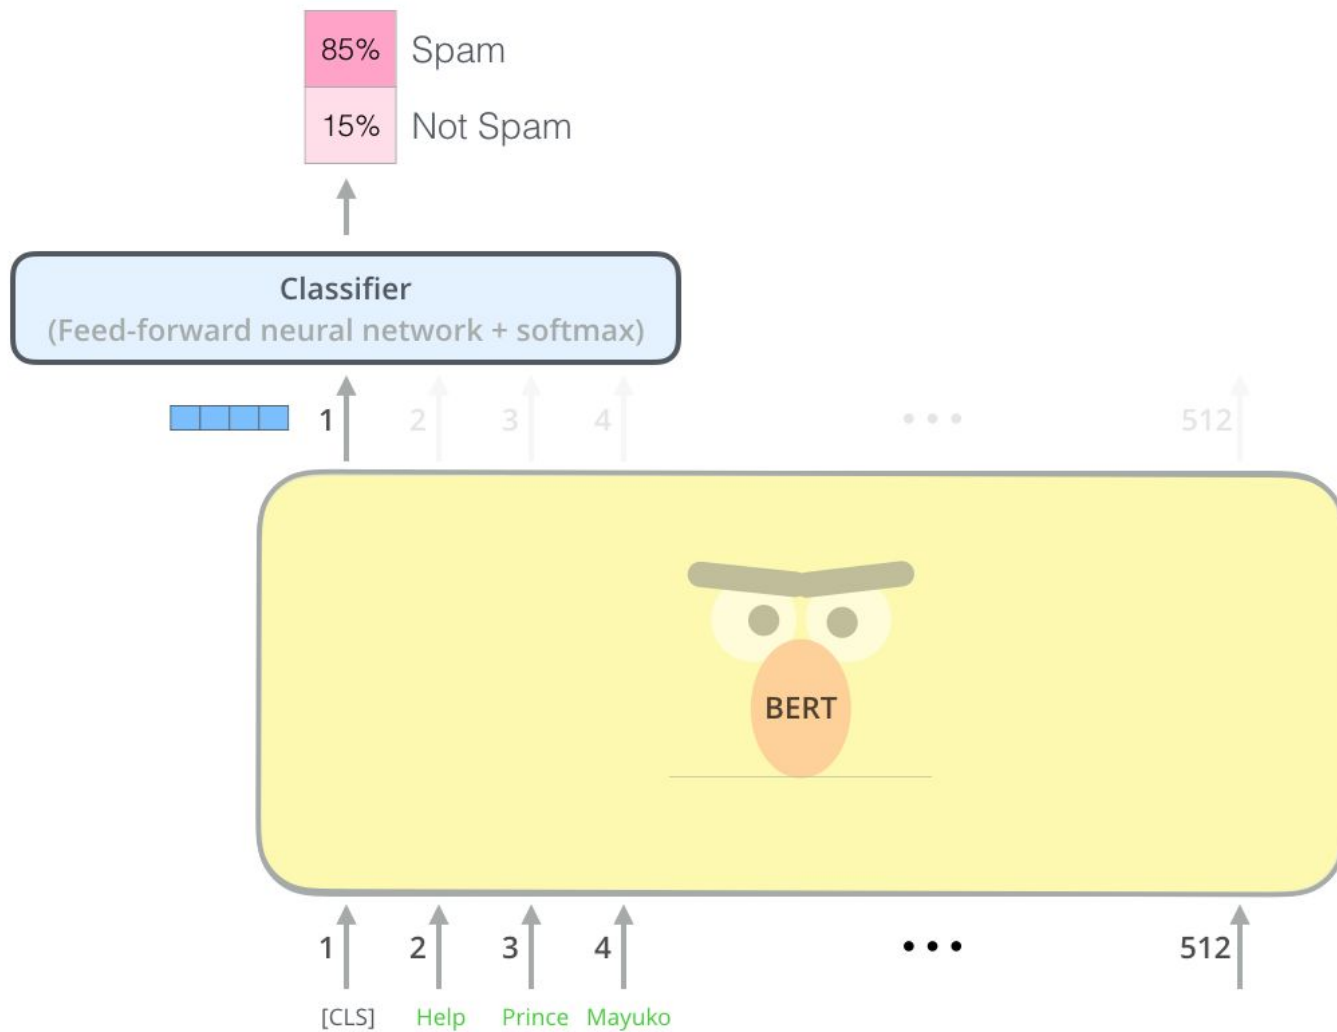 85% Spam
15% Not Spam
Classifier
(Feed-forward neural network + softmax)
1 2 3 4 ••• 512
BERT
1 2 3 4 ••• 512
[CLS] Help Prince Mayuko